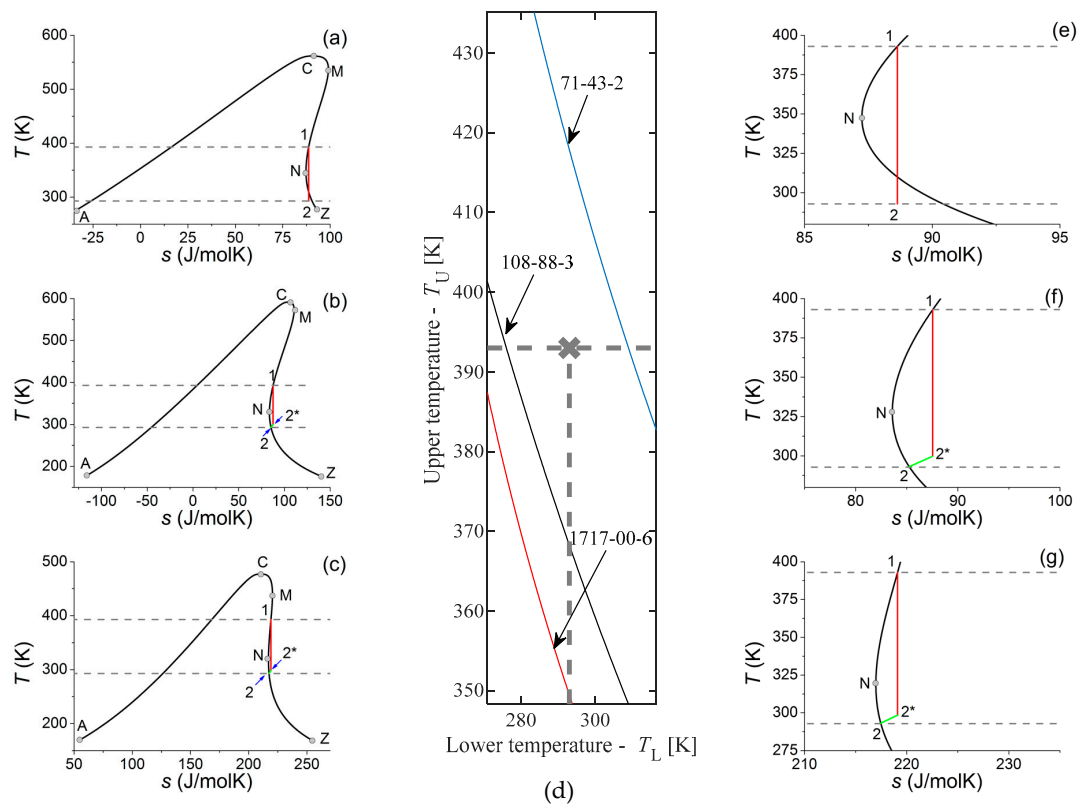 (a)
600
500
400
300
T (K)
C
M
1
N
A
2
Z
-25 0 25 50 75 100
s (J/molK)
(b)
600
500
400
300
200
T (K)
C
M
1
N
2*
2
A
Z
-100 -50 0 50 100 150
s (J/molK)
(c)
500
400
300
200
T (K)
C
M
1
N
2*
2
A
Z
50 100 150 200 250
s (J/molK)
430
420
410
400
390
380
370
360
350
Upper temperature - TU [K]
71-43-2
108-88-3
1717-00-6
280 300
Lower temperature - TL [K]
(d)
(e)
400
350
300
T (K)
1
N
2
85 90 95
s (J/molK)
(f)
400
375
350
325
300
T (K)
1
N
2*
2
80 90 100
s (J/molK)
(g)
400
375
350
325
300
275
T (K)
1
N
2*
2
210 220 230
s (J/molK)